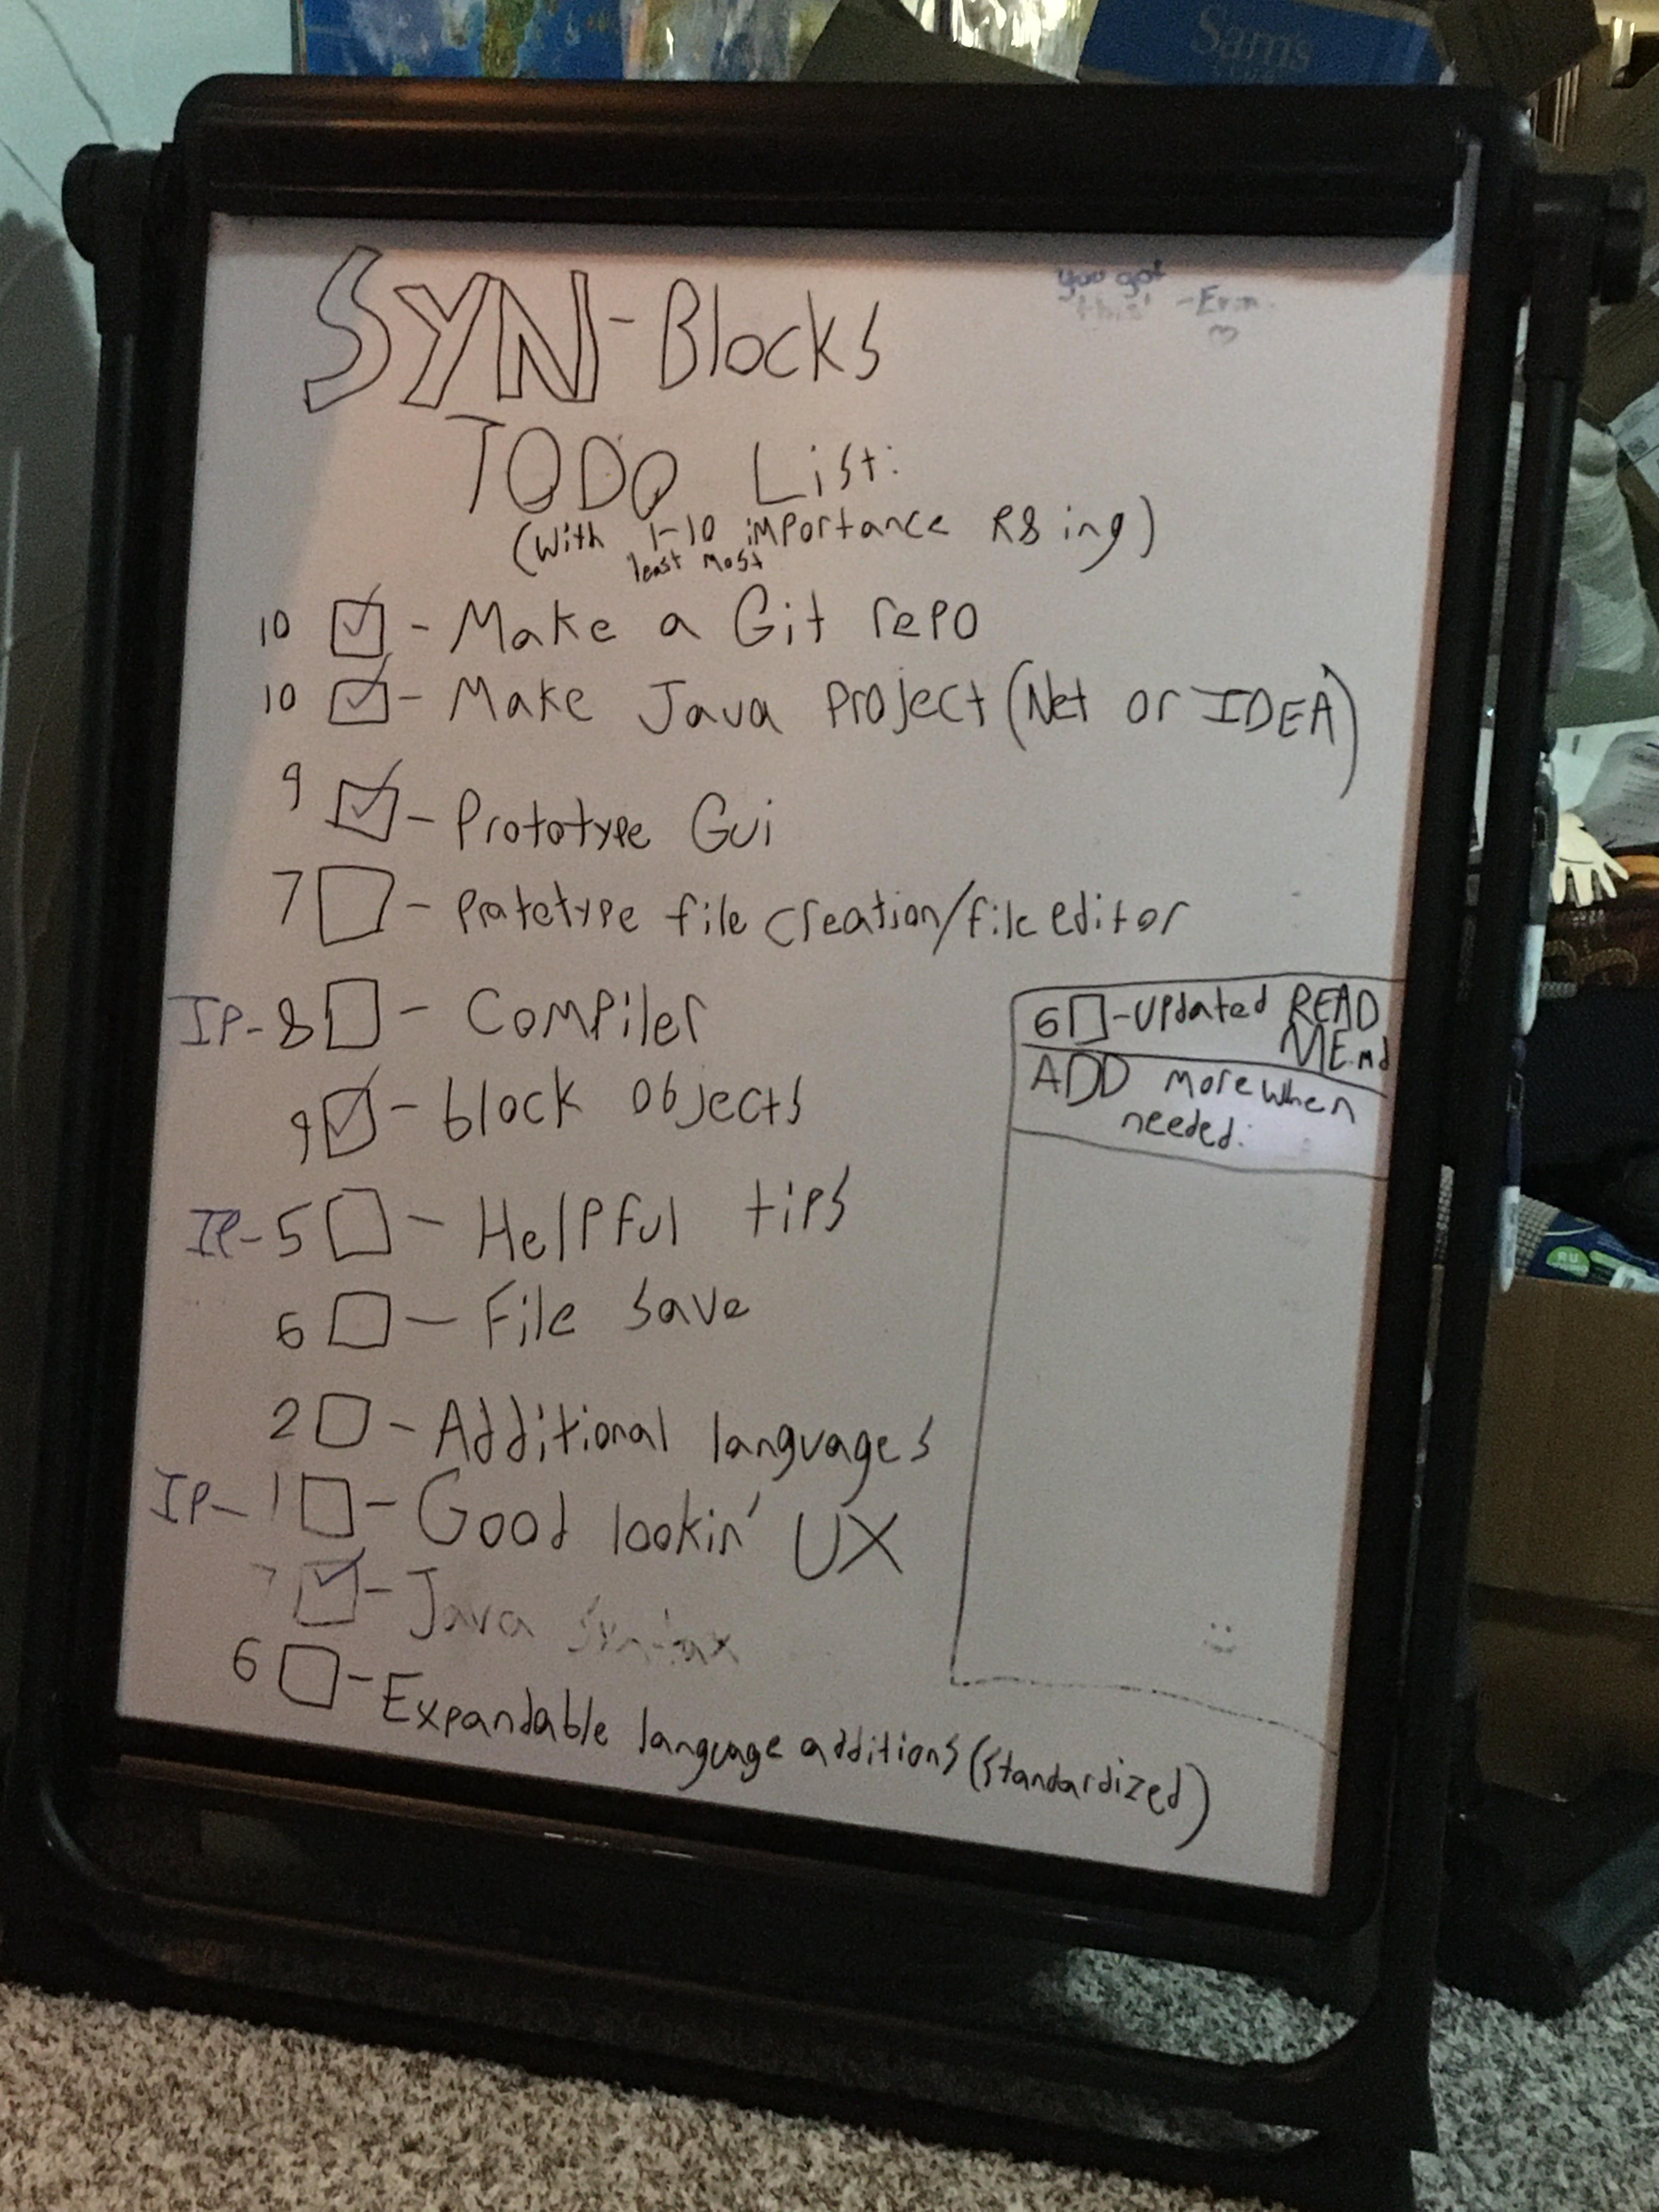 Sam's
you got
this! -Erin
SYN-Blocks
TODO List:
(With 1-10 importance R8ing)
least most
10 - Make a Git repo
10 - Make Java project (Net or IDEA)
9 - Prototype Gui
7 - Prototype file creation/file editor
IP-8 - Compiler
9 - block objects
IP-5 - Helpful tips
6 - File save
2 - Additional languages
IP-1 - Good lookin' UX
7 - Java Syntax
6 - Expandable language additions (standardized)
6 - Updated READ
ME.md
ADD more when
needed: